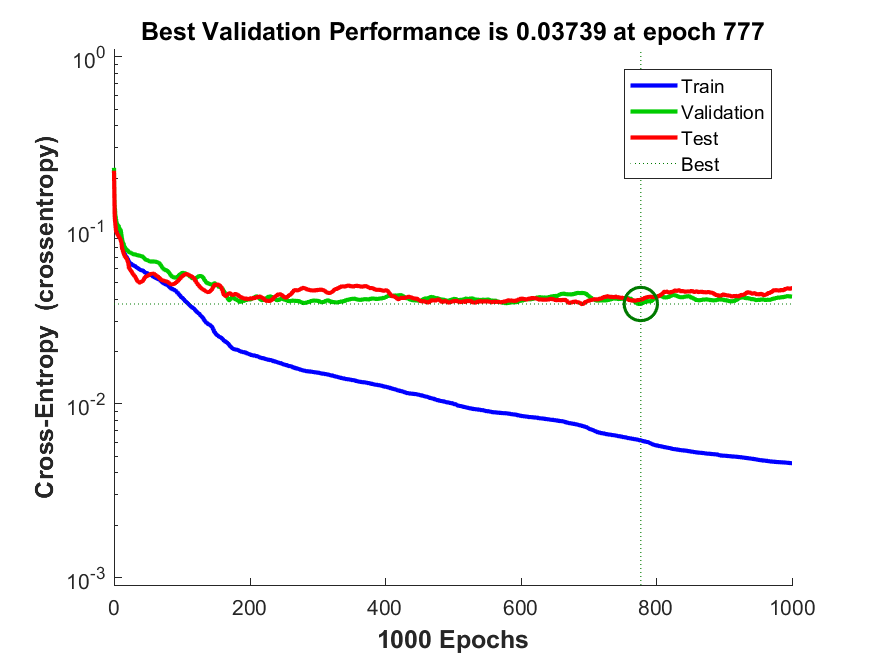 Best Validation Performance is 0.03739 at epoch 777
10^0
10^-1
10^-2
10^-3
Cross-Entropy (crossentropy)
Train
Validation
Test
Best
0 200 400 600 800 1000
1000 Epochs